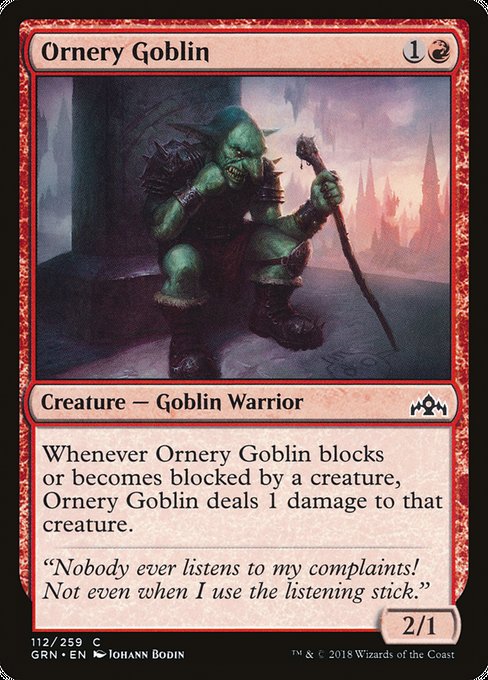 Ornery Goblin 1
Creature — Goblin Warrior
Whenever Ornery Goblin blocks
or becomes blocked by a creature,
Ornery Goblin deals 1 damage to that
creature.
“Nobody ever listens to my complaints!
Not even when I use the listening stick.”
2/1
112/259 C
GRN • EN Johann Bodin
™ & © 2018 Wizards of the Coast